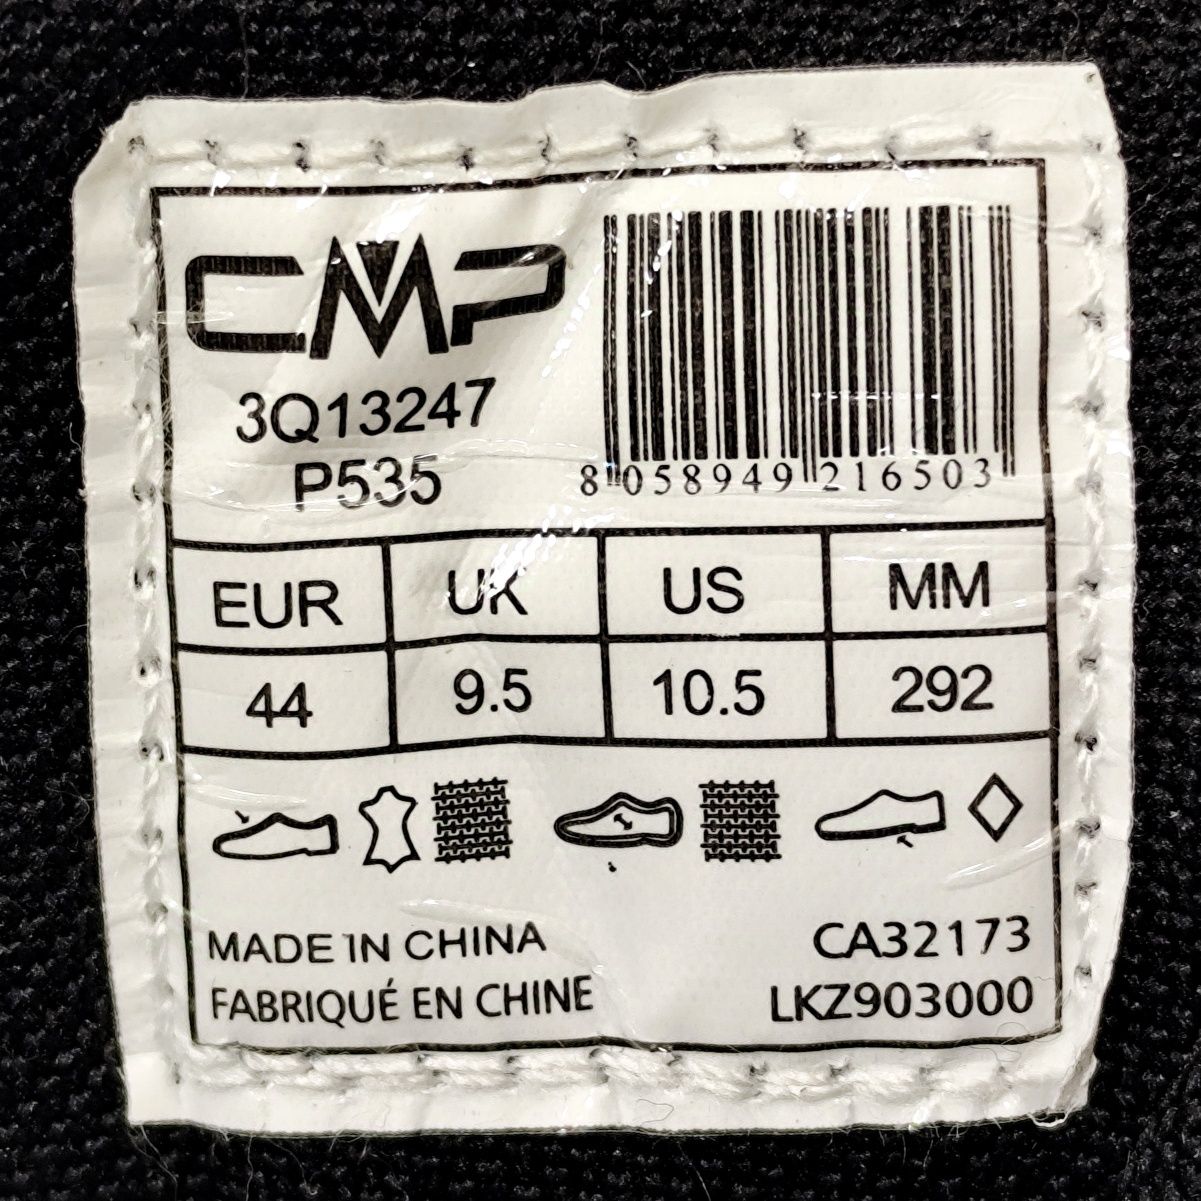 CMP
3Q13247
P535
8 058949 216503
EUR UK US MM
44 9.5 10.5 292
MADE IN CHINA
FABRIQUÉ EN CHINE
CA32173
LKZ903000